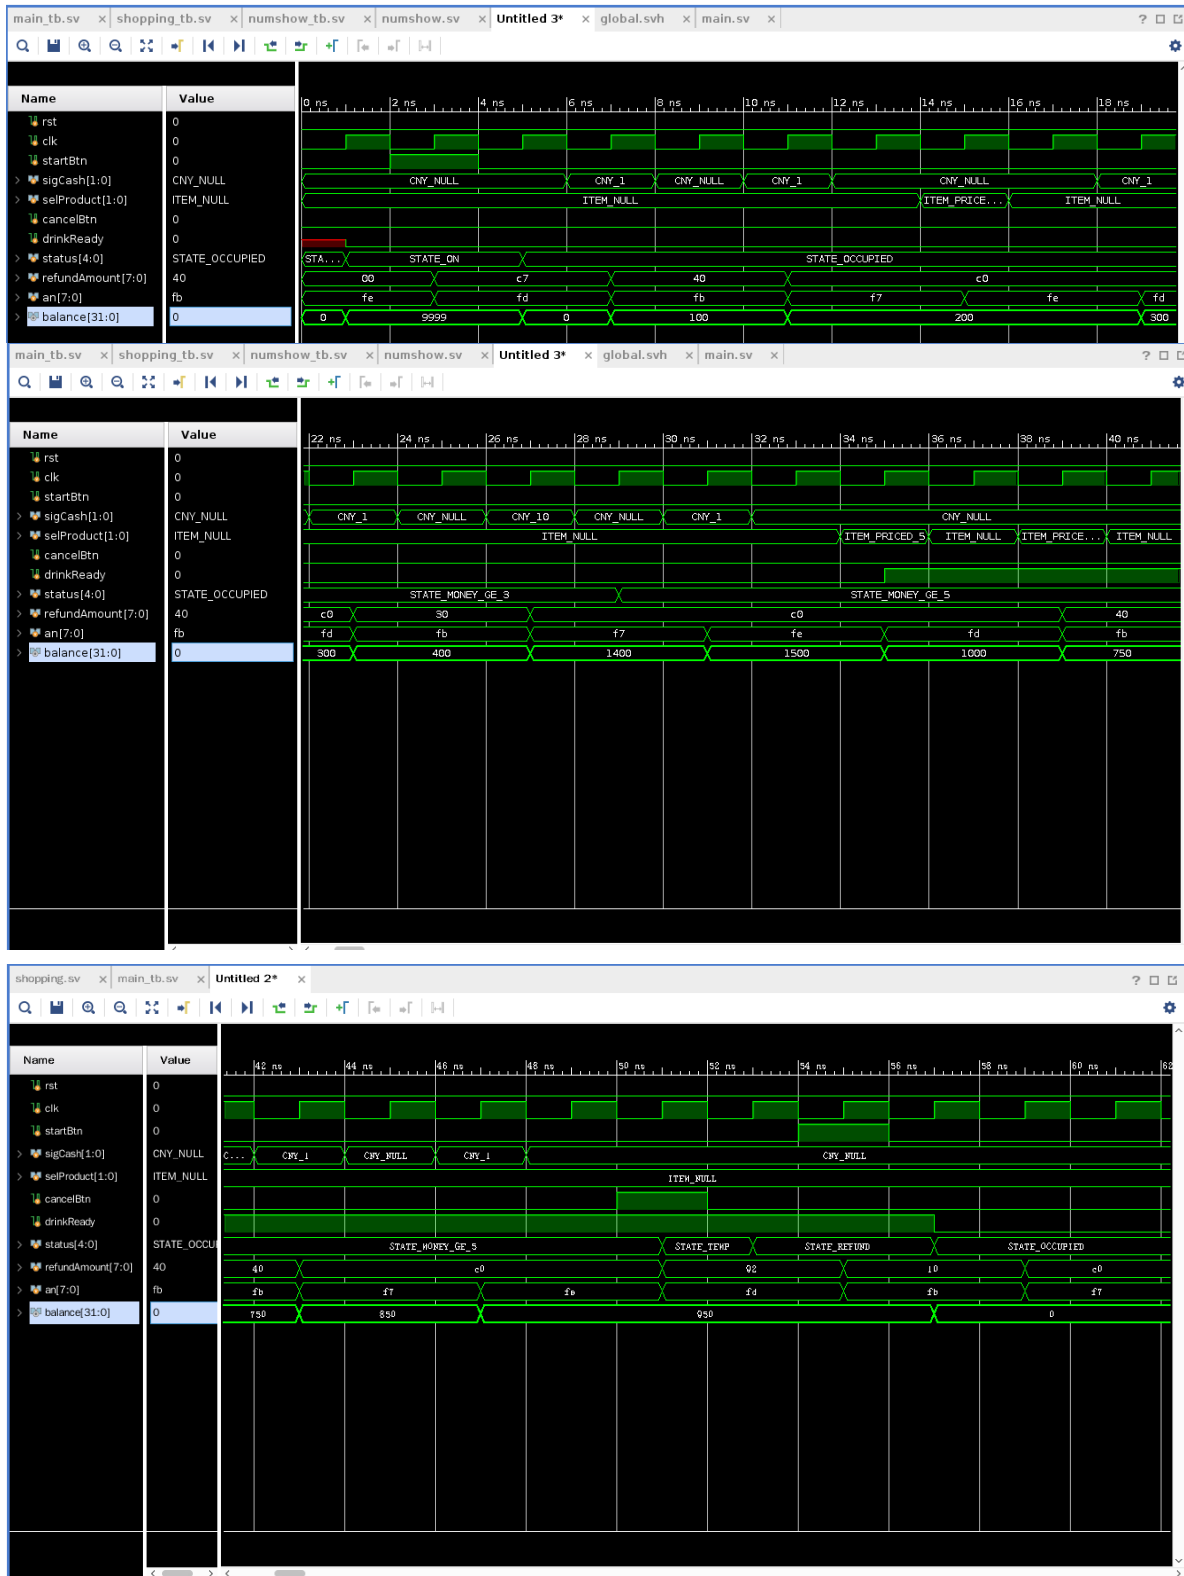 main_tb.sv × shopping_tb.sv × numshow_tb.sv × numshow.sv × Untitled 3* × global.svh × main.sv × ?
Name Value 0 ns 2 ns 4 ns 6 ns 8 ns 10 ns 12 ns 14 ns 16 ns 18 ns
rst 0
clk 0
startBtn 0
sigCash[1:0] CNY_NULL CNY_NULL CNY_1 CNY_NULL CNY_1 CNY_NULL CNY_1
selProduct[1:0] ITEM_NULL ITEM_NULL ITEM_PRICE... ITEM_NULL
cancelBtn 0
drinkReady 0
status[4:0] STATE_OCCUPIED STA... STATE_ON STATE_OCCUPIED
refundAmount[7:0] 40 00 c7 40 c0
an[7:0] fb fe fd fb f7 fe fd
balance[31:0] 0 0 9999 0 100 200 300
main_tb.sv × shopping_tb.sv × numshow_tb.sv × numshow.sv × Untitled 3* × global.svh × main.sv × ?
Name Value 22 ns 24 ns 26 ns 28 ns 30 ns 32 ns 34 ns 36 ns 38 ns 40 ns
rst 0
clk 0
startBtn 0
sigCash[1:0] CNY_NULL CNY_1 CNY_NULL CNY_10 CNY_NULL CNY_1 CNY_NULL
selProduct[1:0] ITEM_NULL ITEM_NULL ITEM_PRICED_5 ITEM_NULL ITEM_PRICE... ITEM_NULL
cancelBtn 0
drinkReady 0
status[4:0] STATE_OCCUPIED STATE_MONEY_GE_3 STATE_MONEY_GE_5
refundAmount[7:0] 40 c0 30 c0 40
an[7:0] fb fd fb f7 fe fd fb
balance[31:0] 0 300 400 1400 1500 1000 750
shopping.sv × main_tb.sv × Untitled 2* × ?
Name Value 42 ns 44 ns 46 ns 48 ns 50 ns 52 ns 54 ns 56 ns 58 ns 60 ns 62
rst 0
clk 0
startBtn 0
sigCash[1:0] CNY_NULL C... CNY_1 CNY_NULL CNY_1 CNY_NULL
selProduct[1:0] ITEM_NULL ITEM_NULL
cancelBtn 0
drinkReady 0
status[4:0] STATE_OCCU STATE_MONEY_GE_5 STATE_TEMP STATE_REFUND STATE_OCCUPIED
refundAmount[7:0] 40 40 c0 92 10 c0
an[7:0] fb fb f7 fe fd fb f7
balance[31:0] 0 750 850 950 0